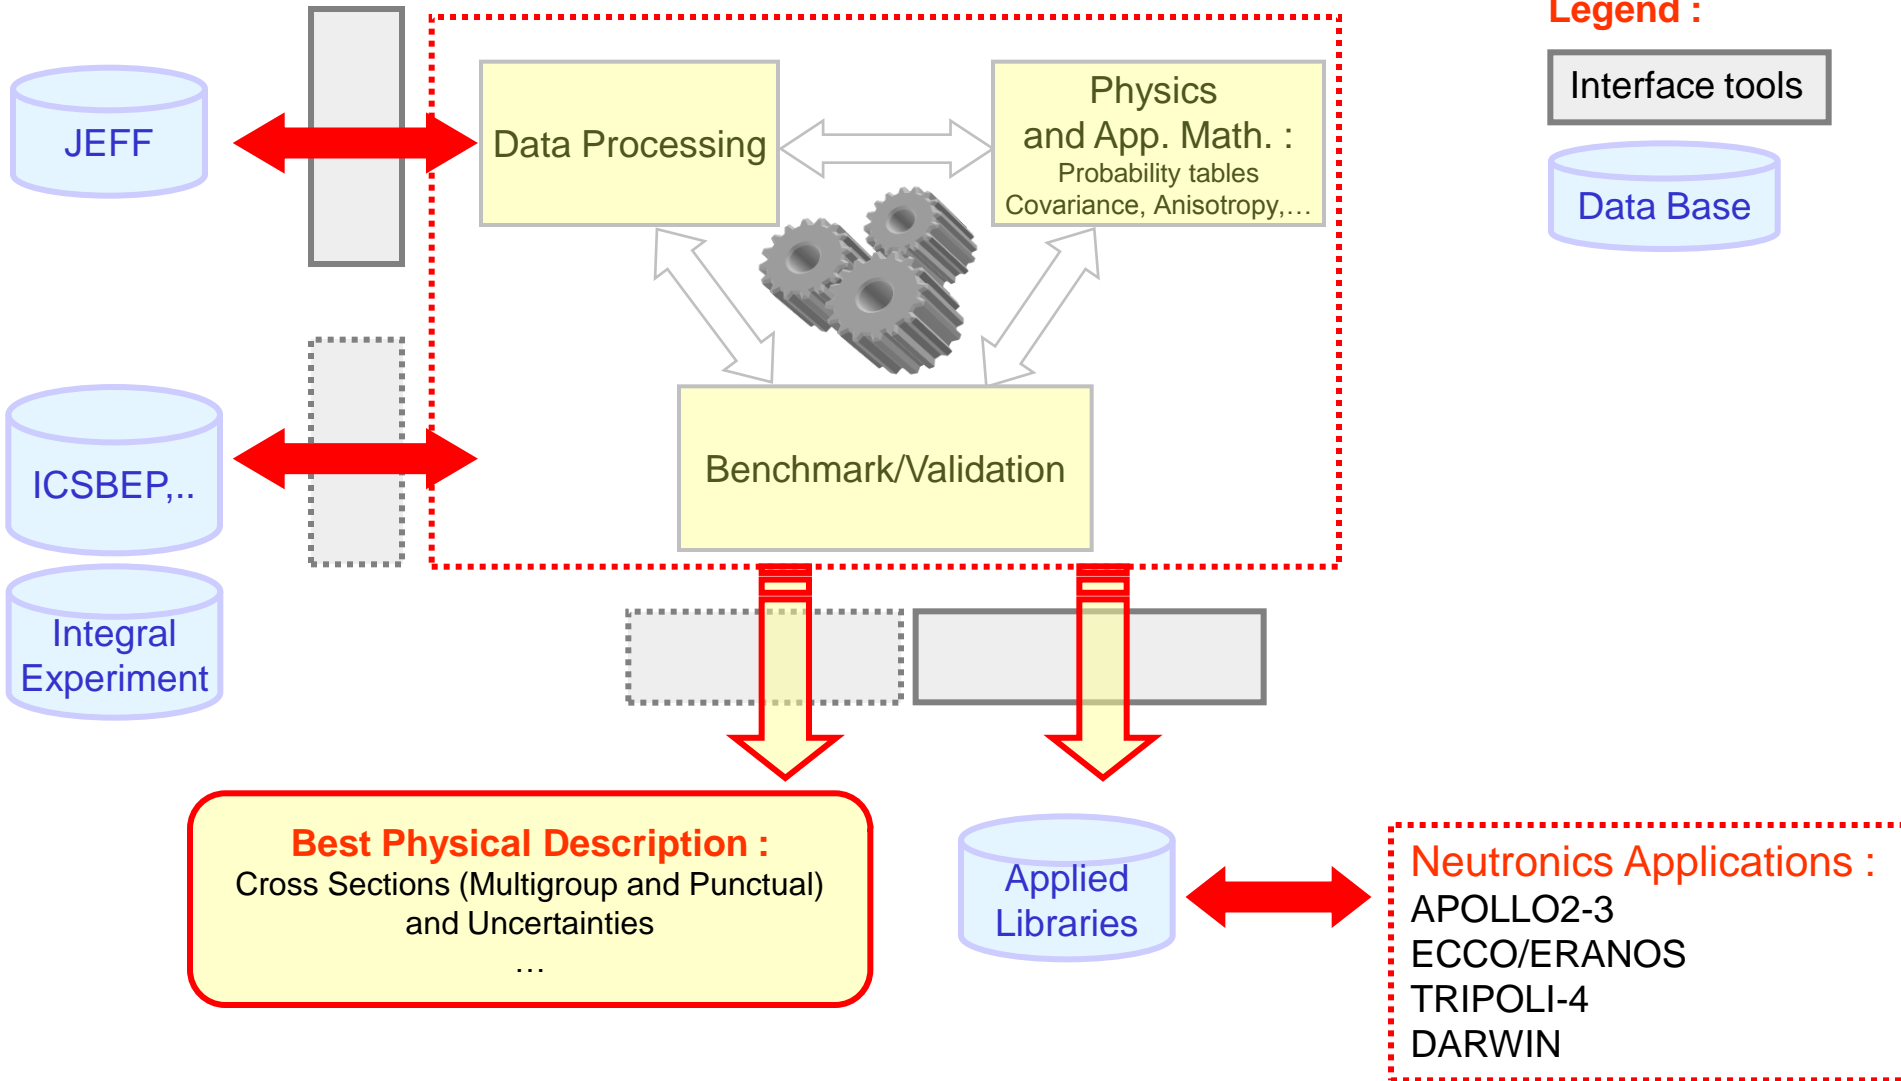 Legend :
Interface tools
Data Base
JEFF
Data Processing
Physics
and App. Math. :
Probability tables
Covariance, Anisotropy,...
ICSBEP,..
Benchmark/Validation
Integral
Experiment
Best Physical Description :
Cross Sections (Multigroup and Punctual)
and Uncertainties
...
Applied
Libraries
Neutronics Applications :
APOLLO2-3
ECCO/ERANOS
TRIPOLI-4
DARWIN